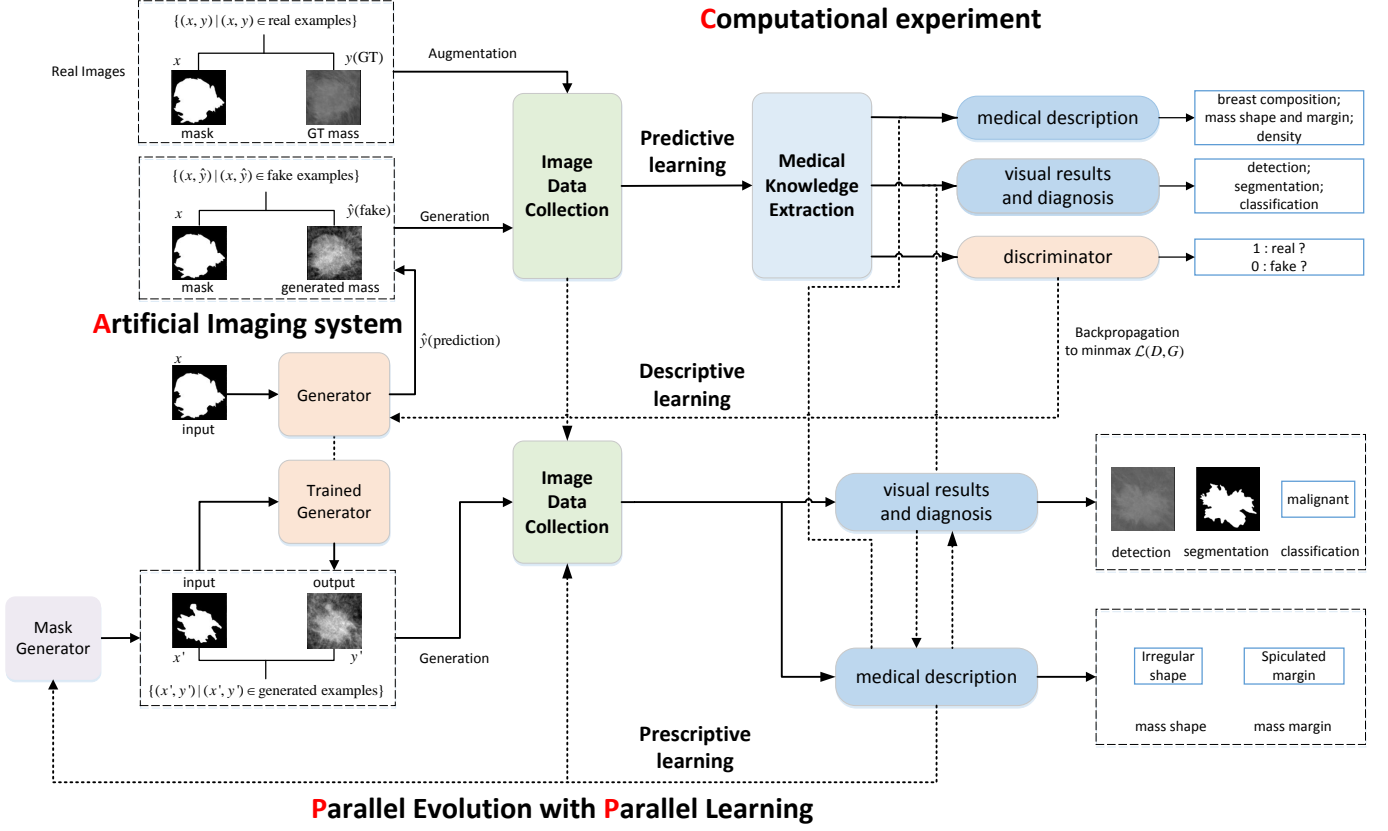 Computational experiment
{(x, y) | (x, y) ∈ real examples}
x
y(GT)
Real Images
mask
GT mass
Augmentation
{(x, ŷ) | (x, ŷ) ∈ fake examples}
x
ŷ(fake)
mask
generated mass
Generation
Image
Data
Collection
Predictive
learning
Medical
Knowledge
Extraction
medical description
breast composition;
mass shape and margin;
density
visual results
and diagnosis
detection;
segmentation;
classification
discriminator
1 : real ?
0 : fake ?
Artificial Imaging system
ŷ(prediction)
x
input
Generator
Descriptive
learning
Backpropagation
to minmax ℒ(D, G)
Trained
Generator
Image
Data
Collection
visual results
and diagnosis
malignant
detection
segmentation
classification
input
output
Mask
Generator
x'
y'
{(x', y') | (x', y') ∈ generated examples}
Generation
medical description
Irregular
shape
Spiculated
margin
mass shape
mass margin
Prescriptive
learning
Parallel Evolution with Parallel Learning